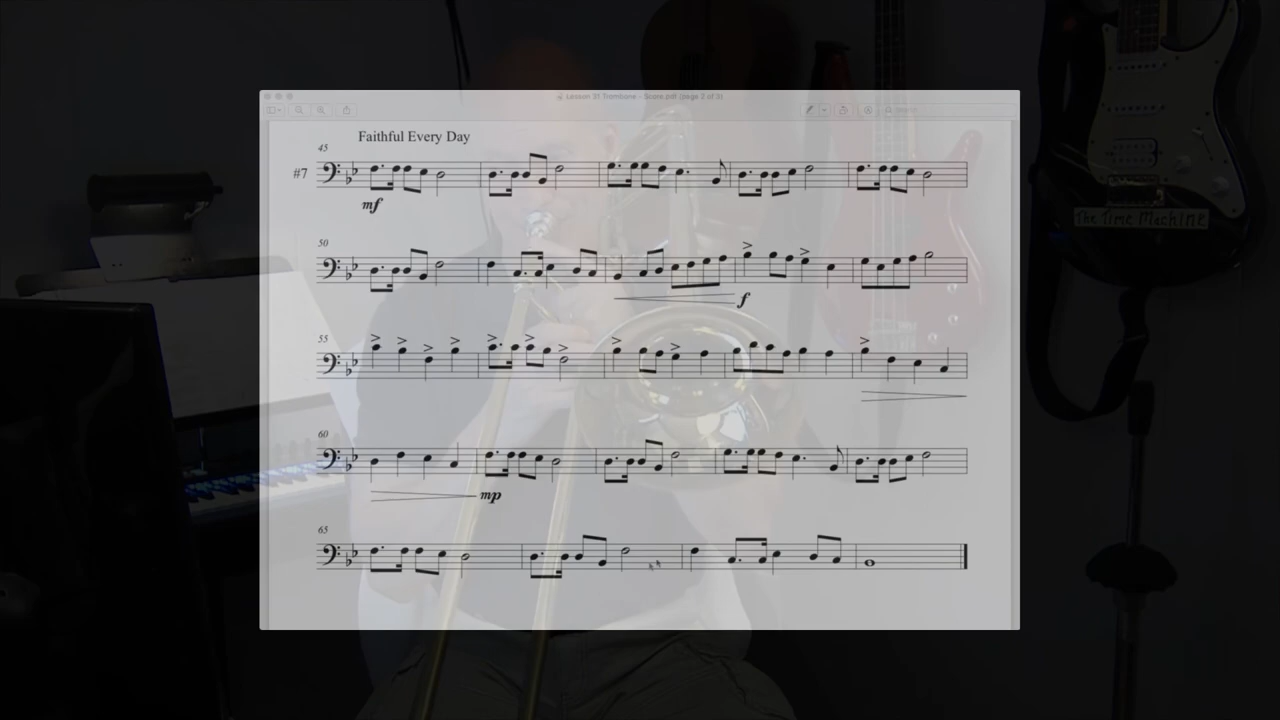 Lesson 31 Trombone - Score.pdf (page 2 of 3)
Faithful Every Day
45
#7
mf
The Time Machine
50
f
55
60
mp
65